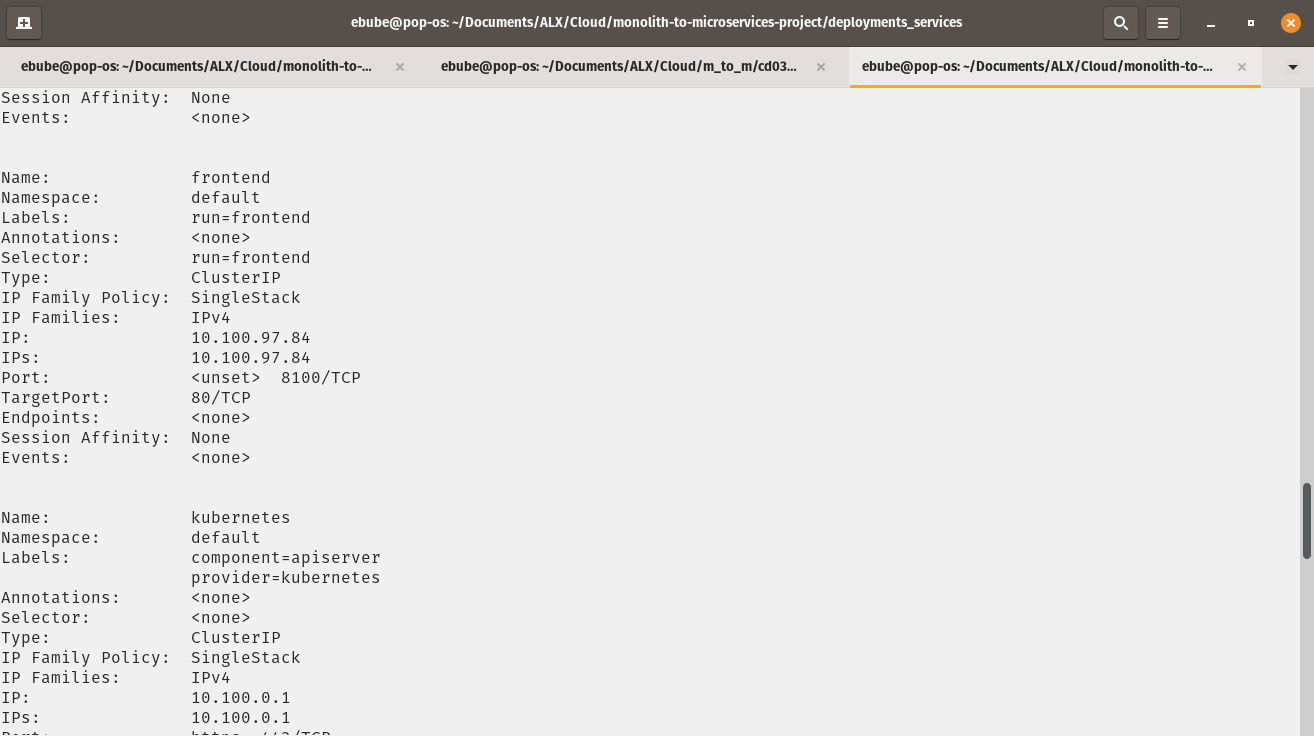 ebube@pop-os: ~/Documents/ALX/Cloud/monolith-to-microservices-project/deployments_services
ebube@pop-os: ~/Documents/ALX/Cloud/monolith-to-...
ebube@pop-os: ~/Documents/ALX/Cloud/m_to_m/cd03...
ebube@pop-os: ~/Documents/ALX/Cloud/monolith-to-...
Session Affinity:  None
Events:            <none>
Name:              frontend
Namespace:         default
Labels:            run=frontend
Annotations:       <none>
Selector:          run=frontend
Type:              ClusterIP
IP Family Policy:  SingleStack
IP Families:       IPv4
IP:                10.100.97.84
IPs:               10.100.97.84
Port:              <unset>  8100/TCP
TargetPort:        80/TCP
Endpoints:         <none>
Session Affinity:  None
Events:            <none>
Name:              kubernetes
Namespace:         default
Labels:            component=apiserver
                   provider=kubernetes
Annotations:       <none>
Selector:          <none>
Type:              ClusterIP
IP Family Policy:  SingleStack
IP Families:       IPv4
IP:                10.100.0.1
IPs:               10.100.0.1
Port:              https  443/TCP